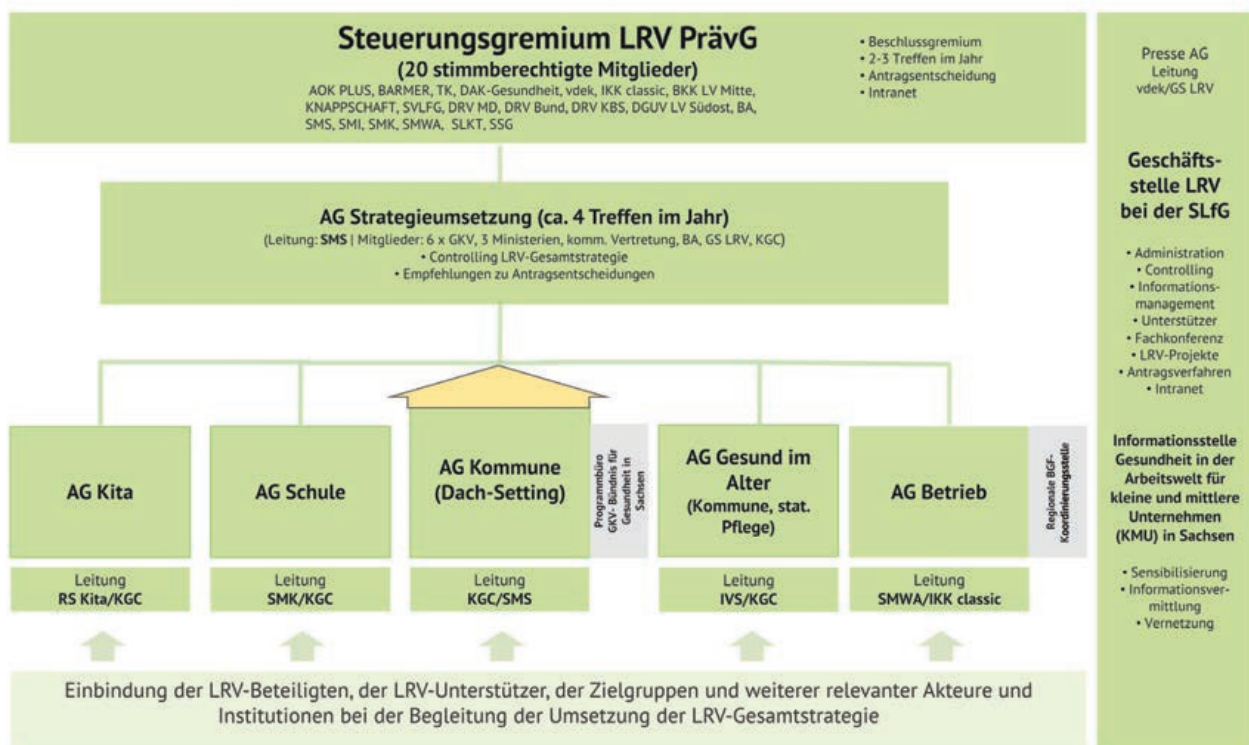 Steuerungsgremium LRV PrävG
(20 stimmberechtigte Mitglieder)
AOK PLUS, BARMER, TK, DAK-Gesundheit, vdek, IKK classic, BKK LV Mitte,
KNAPPSCHAFT, SVLFG, DRV MD, DRV Bund, DRV KBS, DGUV LV Südost, BA,
SMS, SMI, SMK, SMWA, SLKT, SSG
• Beschlussgremium
• 2-3 Treffen im Jahr
• Antragsentscheidung
• Intranet
AG Strategieumsetzung (ca. 4 Treffen im Jahr)
(Leitung: SMS | Mitglieder: 6 x GKV, 3 Ministerien, komm. Vertretung, BA, GS LRV, KGC)
• Controlling LRV-Gesamtstrategie
• Empfehlungen zu Antragsentscheidungen
AG Kita
Leitung
RS Kita/KGC
AG Schule
Leitung
SMK/KGC
AG Kommune
(Dach-Setting)
Leitung
KGC/SMS
Programmbüro
GKV- Bündnis für
Gesundheit in
Sachsen
AG Gesund im
Alter
(Kommune, stat.
Pflege)
Leitung
IVS/KGC
AG Betrieb
Leitung
SMWA/IKK classic
Regionale BGF-
Koordinierungsstelle
Einbindung der LRV-Beteiligten, der LRV-Unterstützer, der Zielgruppen und weiterer relevanter Akteure und
Institutionen bei der Begleitung der Umsetzung der LRV-Gesamtstrategie
Presse AG
Leitung
vdek/GS LRV
Geschäfts-
stelle LRV
bei der SLfG
• Administration
• Controlling
• Informations-
management
• Unterstützer
• Fachkonferenz
• LRV-Projekte
• Antragsverfahren
• Intranet
Informationsstelle
Gesundheit in der
Arbeitswelt für
kleine und mittlere
Unternehmen
(KMU) in Sachsen
• Sensibilisierung
• Informationsver-
mittlung
• Vernetzung